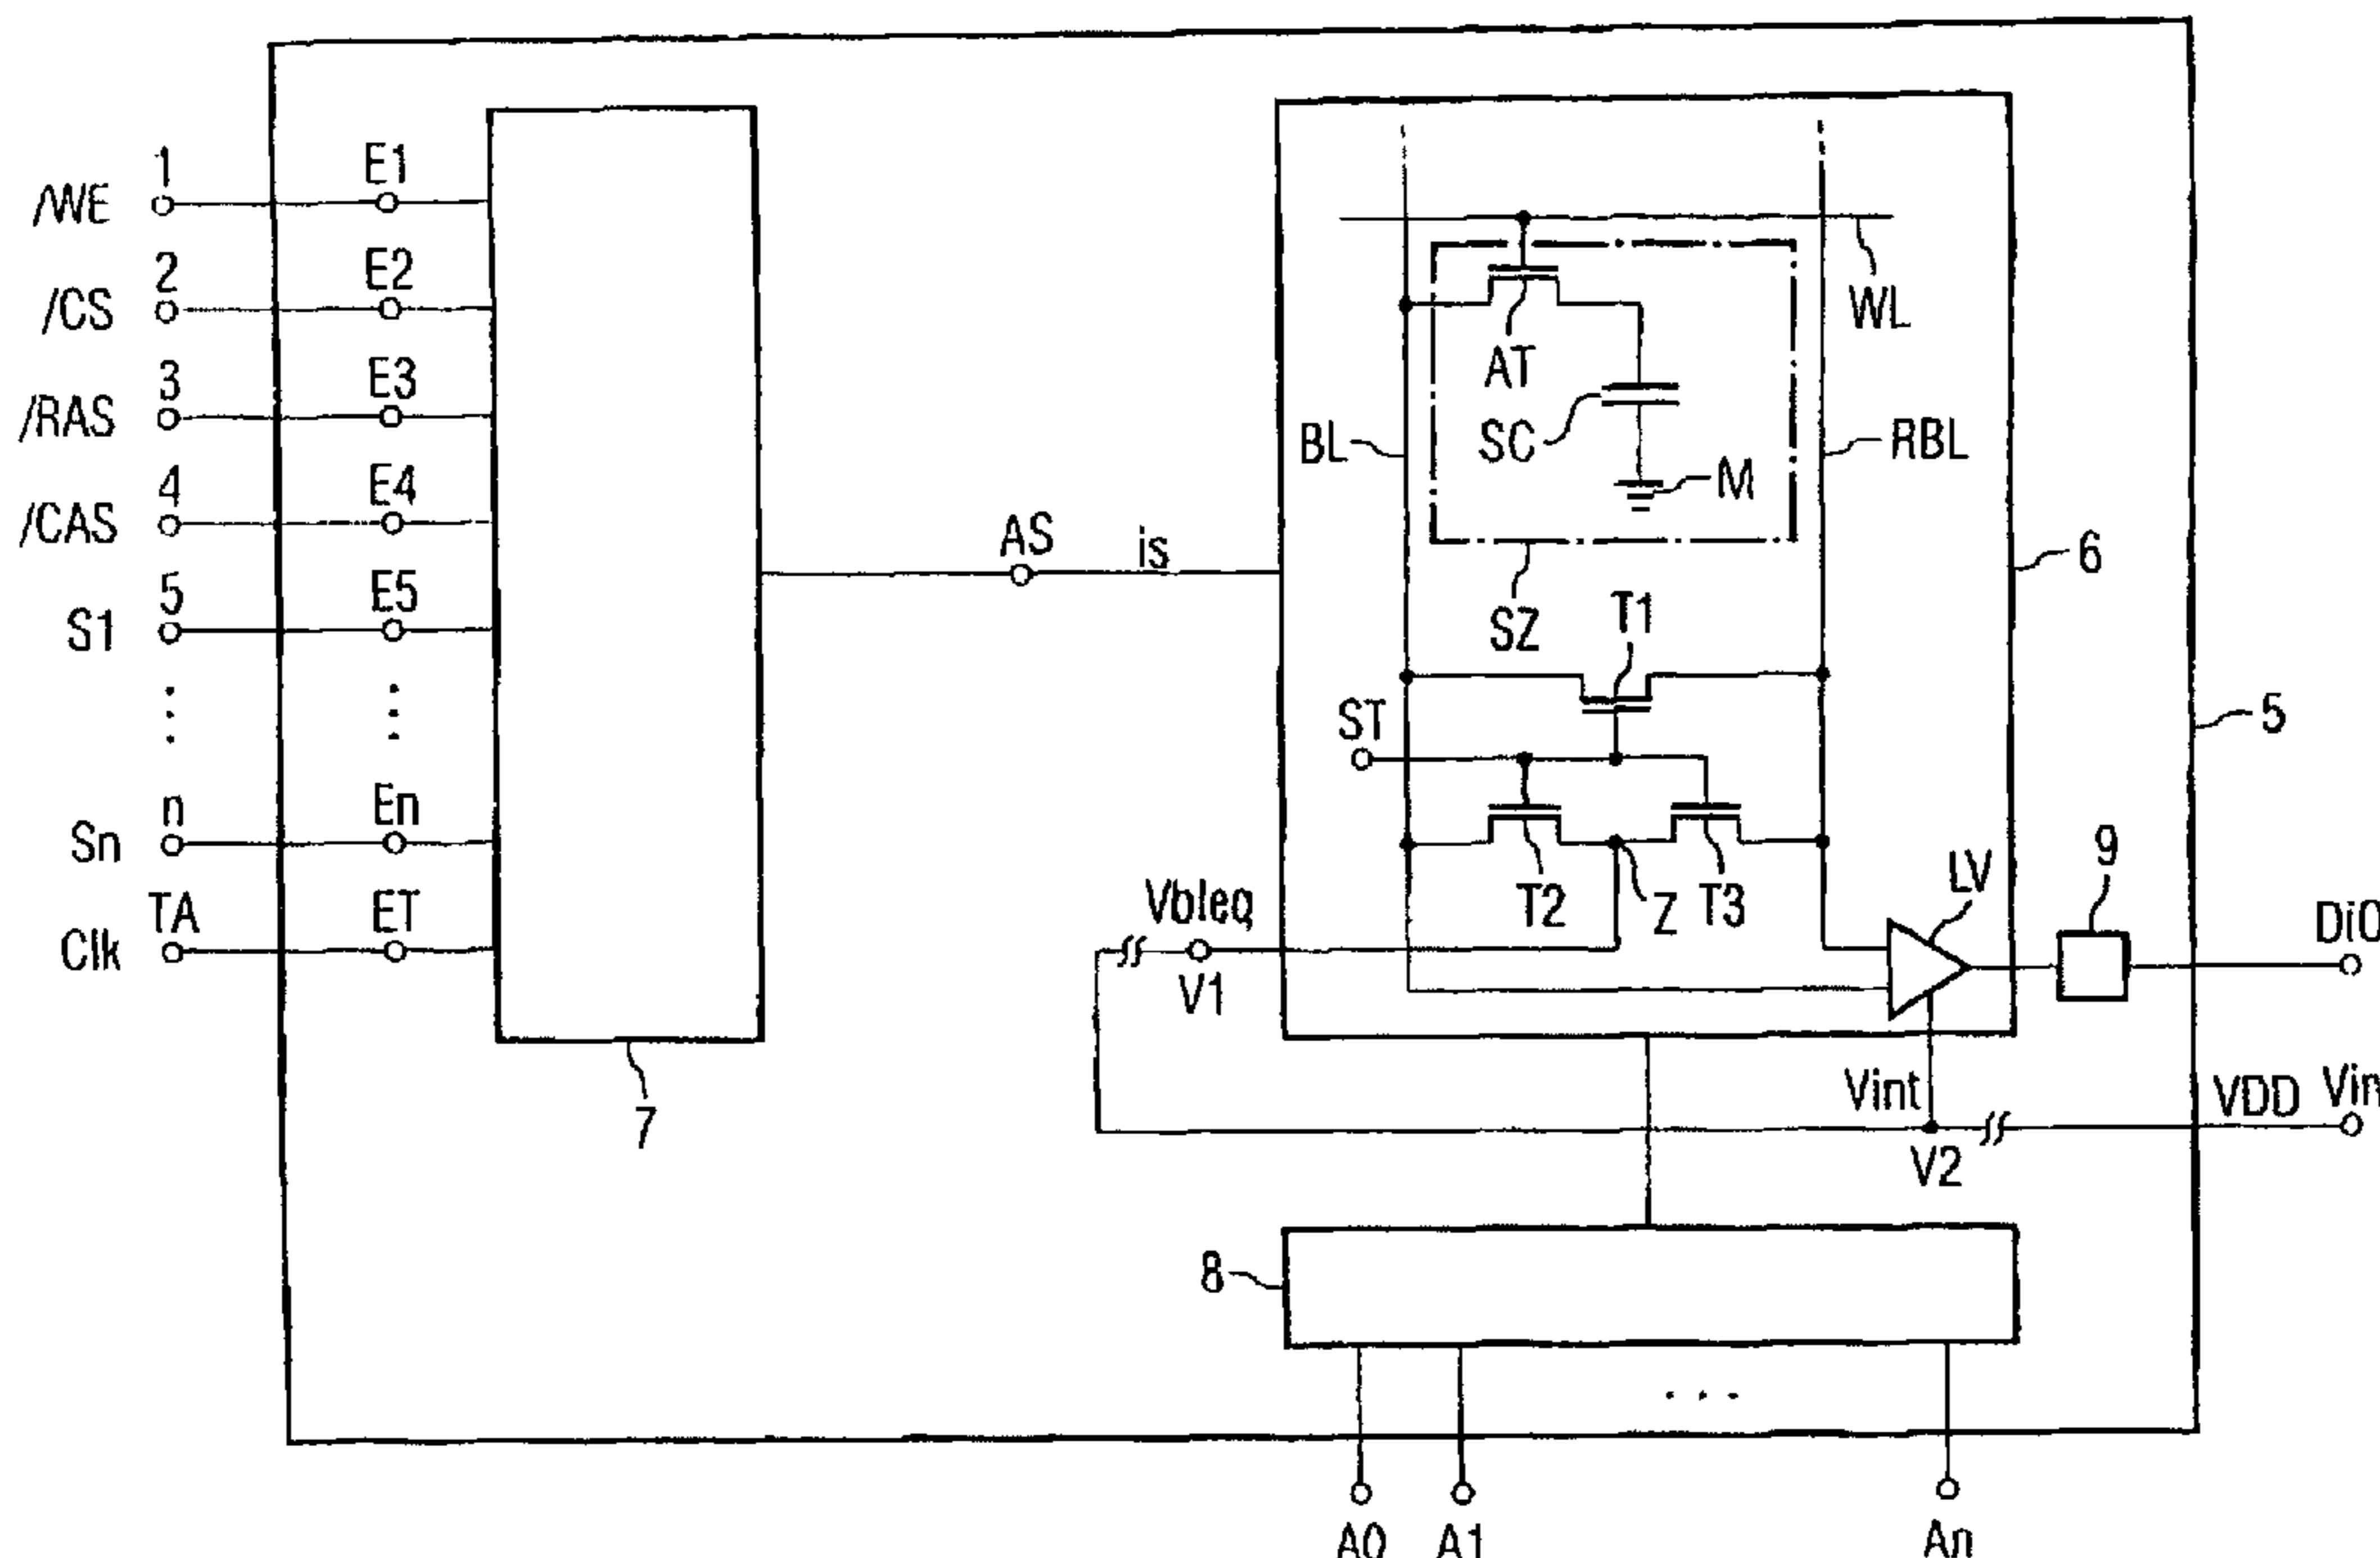 1
/WE
E1
2
/CS
E2
3
/RAS
E3
4
/CAS
E4
5
S1
E5
n
Sn
En
TA
Clk
ET
7
AS
is
WL
AT
SC
BL
RBL
M
SZ
6
T1
ST
5
T2
Z
T3
LV
9
Vbleq
V1
DiO
Vint
VDD
V2
8
...
A0
A1
An